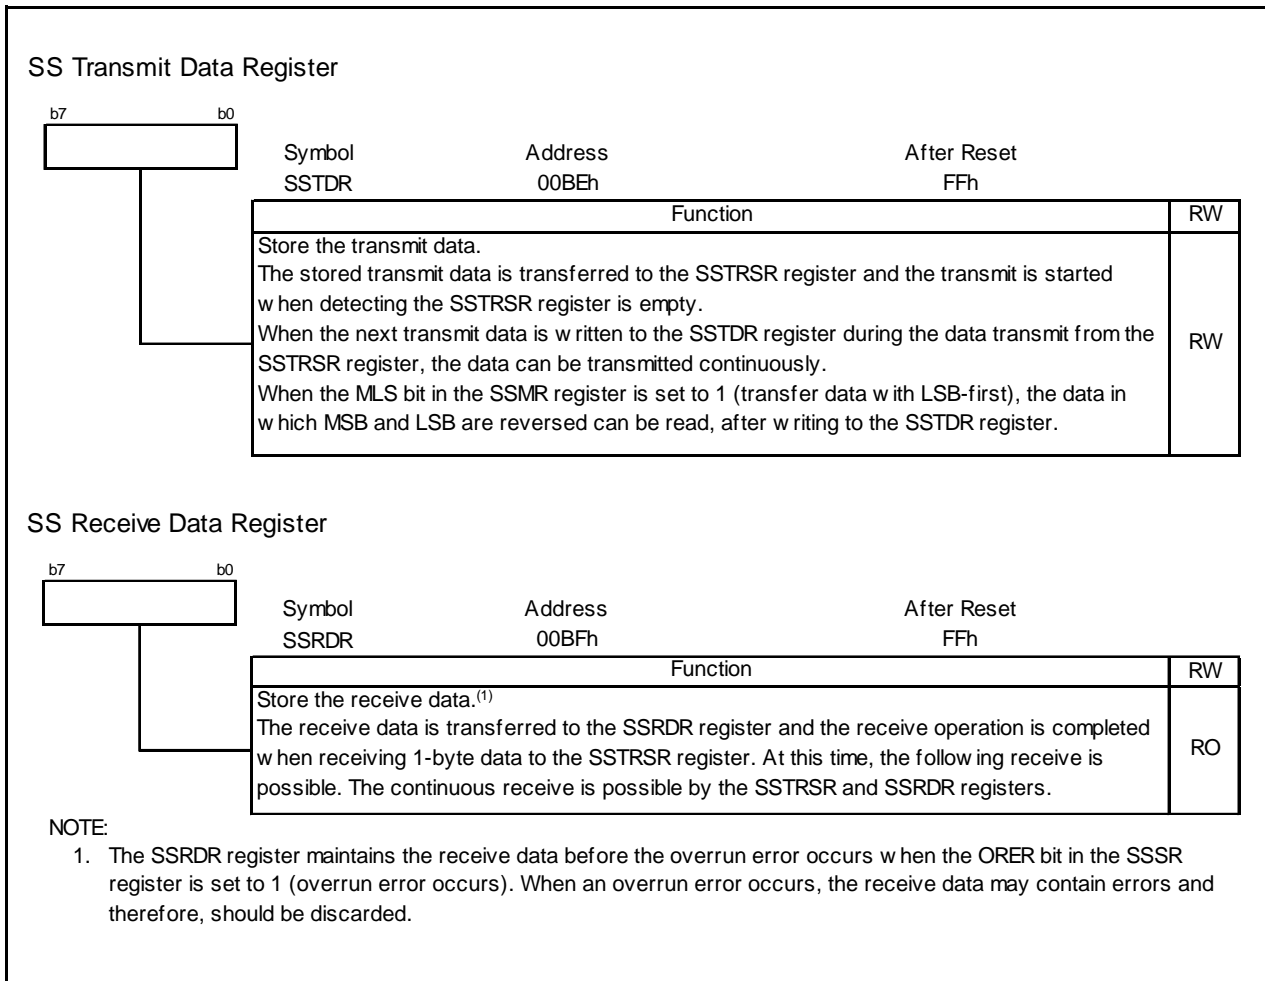 SS Transmit Data Register
b7 b0
Symbol Address After Reset
SSTDR 00BEh FFh
Function RW
Store the transmit data.
The stored transmit data is transferred to the SSTRSR register and the transmit is started
when detecting the SSTRSR register is empty.
When the next transmit data is written to the SSTDR register during the data transmit from the
SSTRSR register, the data can be transmitted continuously.
When the MLS bit in the SSMR register is set to 1 (transfer data with LSB-first), the data in
which MSB and LSB are reversed can be read, after writing to the SSTDR register.
RW
SS Receive Data Register
b7 b0
Symbol Address After Reset
SSRDR 00BFh FFh
Function RW
Store the receive data.(1)
The receive data is transferred to the SSRDR register and the receive operation is completed
when receiving 1-byte data to the SSTRSR register. At this time, the following receive is
possible. The continuous receive is possible by the SSTRSR and SSRDR registers.
RO
NOTE:
1. The SSRDR register maintains the receive data before the overrun error occurs when the ORER bit in the SSSR
register is set to 1 (overrun error occurs). When an overrun error occurs, the receive data may contain errors and
therefore, should be discarded.